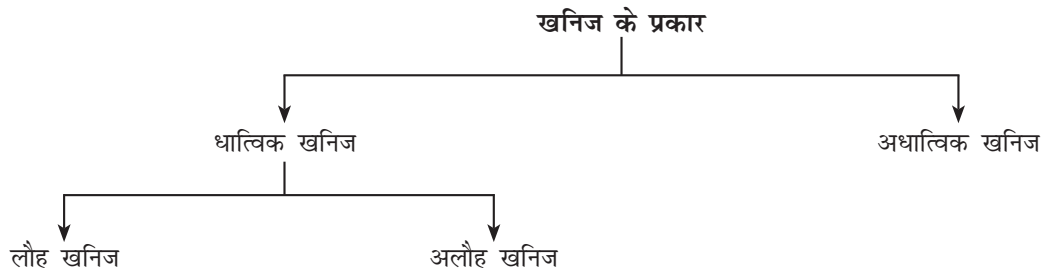 खनिज के प्रकार
धात्विक खनिज
अधात्विक खनिज
लौह खनिज
अलौह खनिज